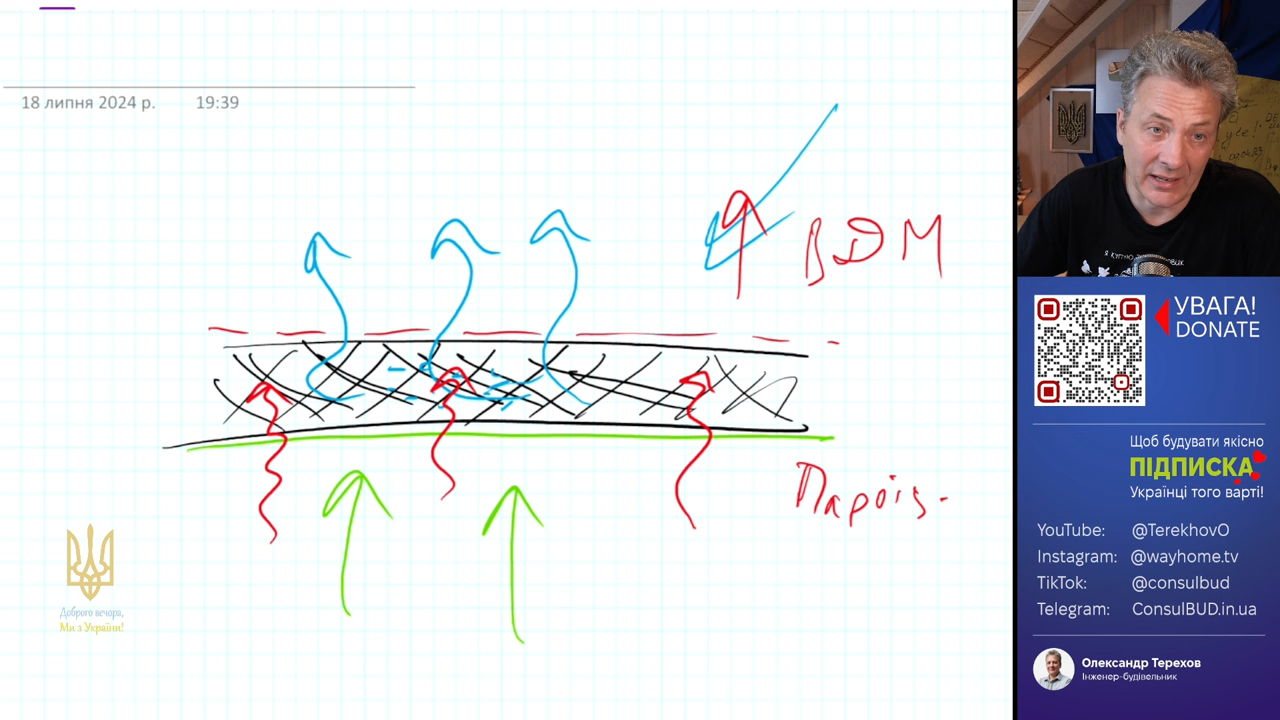 18 липня 2024 р. 19:39
ВДМ
Пароіз.
Доброго вечора,
Ми з України!
УВАГА!
DONATE
Щоб будувати якісно
ПІДПИСКА
Українці того варті!
YouTube: @TerekhovO
Instagram: @wayhome.tv
TikTok: @consulbud
Telegram: ConsulBUD.in.ua
Олександр Терехов
Інженер-будівельник